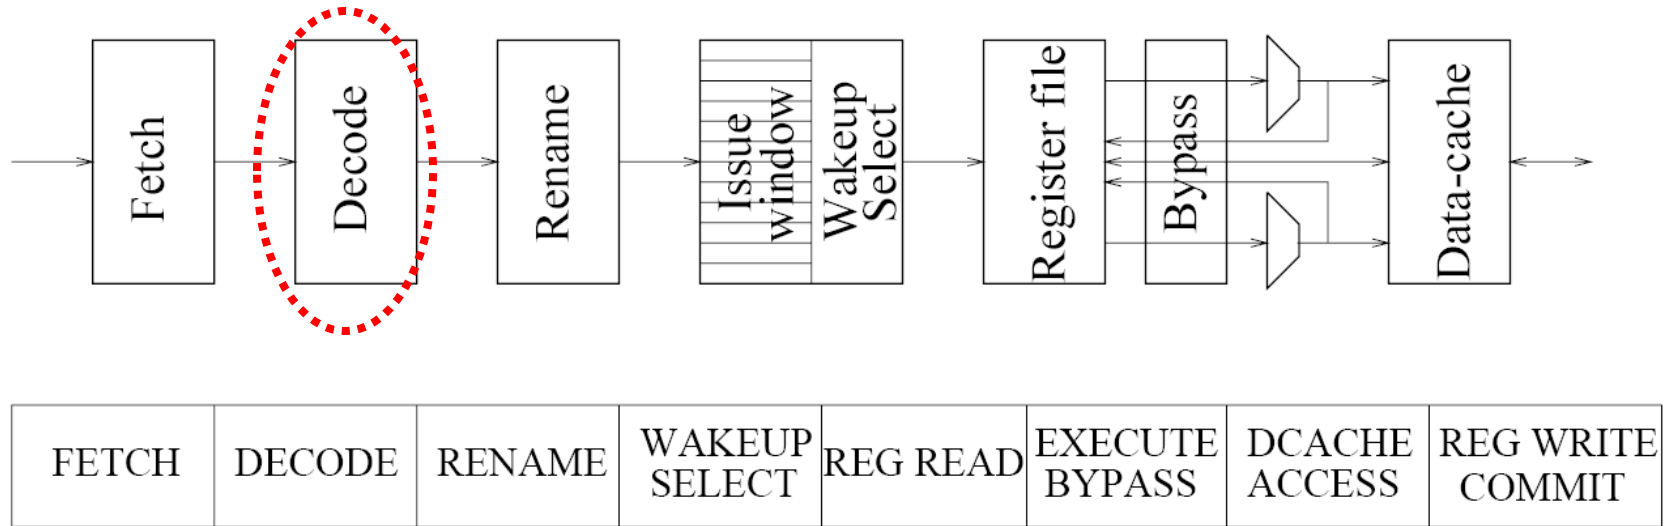 Fetch
Decode
Rename
Issue
window
Wakeup
Select
Register file
Bypass
Data-cache
FETCH
DECODE
RENAME
WAKEUP
SELECT
REG READ
EXECUTE
BYPASS
DCACHE
ACCESS
REG WRITE
COMMIT